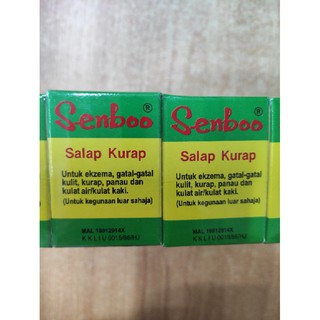 Senboo®
Salap Kurap
Untuk ekzema, gatal-gatal
kulit, kurap, panau dan
kulat air/kulat kaki.
(Untuk kegunaan luar sahaja)
Senboo®
Salap Kurap
Untuk ekzema, gatal-gatal
kulit, kurap, panau dan
kulat air/kulat kaki.
(Untuk kegunaan luar sahaja)